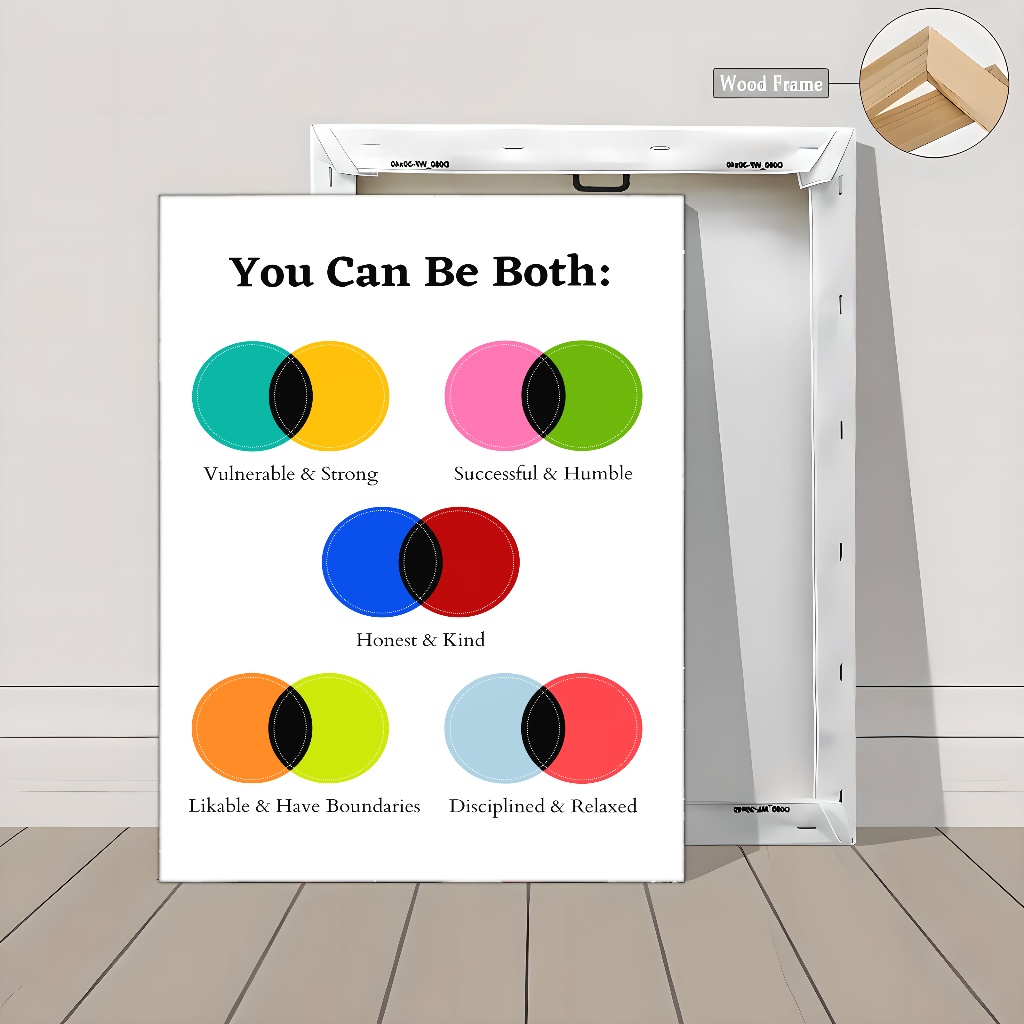 Wood Frame
You Can Be Both:
Vulnerable & Strong
Successful & Humble
Honest & Kind
Likable & Have Boundaries
Disciplined & Relaxed